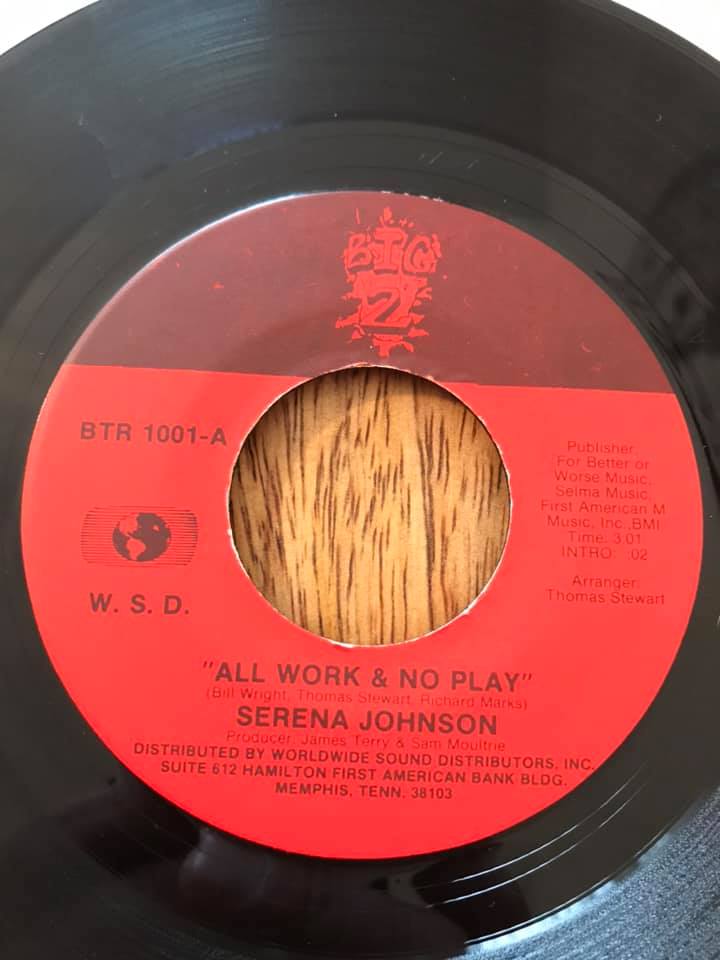 BIG
2
BTR 1001-A
W. S. D.
Publisher:
For Better or
Worse Music,
Selma Music,
First American M
Music, Inc.,BMI
Time: 3:01
INTRO: :02
Arranger:
Thomas Stewart
"ALL WORK & NO PLAY"
(Bill Wright, Thomas Stewart, Richard Marks)
SERENA JOHNSON
Producer: James Terry & Sam Moultrie
DISTRIBUTED BY WORLDWIDE SOUND DISTRIBUTORS, INC.
SUITE 612 HAMILTON FIRST AMERICAN BANK BLDG.
MEMPHIS, TENN. 38103